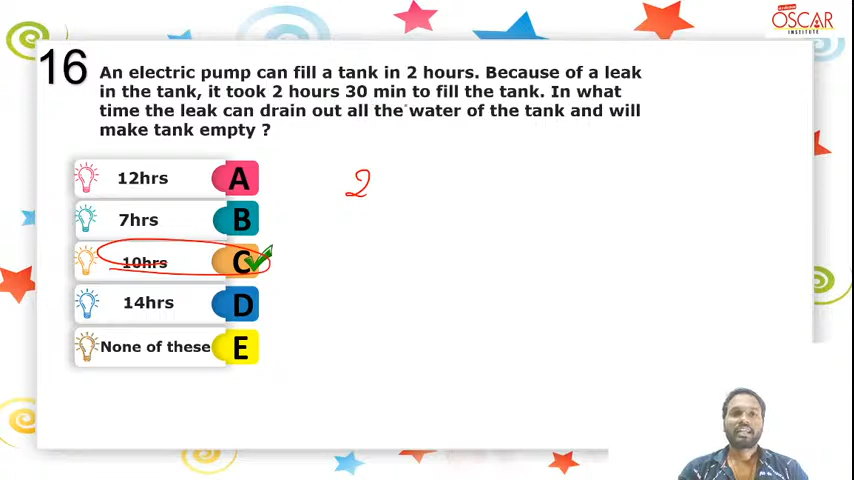 OSCAR
INSTITUTE
16
An electric pump can fill a tank in 2 hours. Because of a leak
in the tank, it took 2 hours 30 min to fill the tank. In what
time the leak can drain out all the water of the tank and will
make tank empty ?
12hrs A
7hrs B
10hrs C
14hrs D
None of these E
2